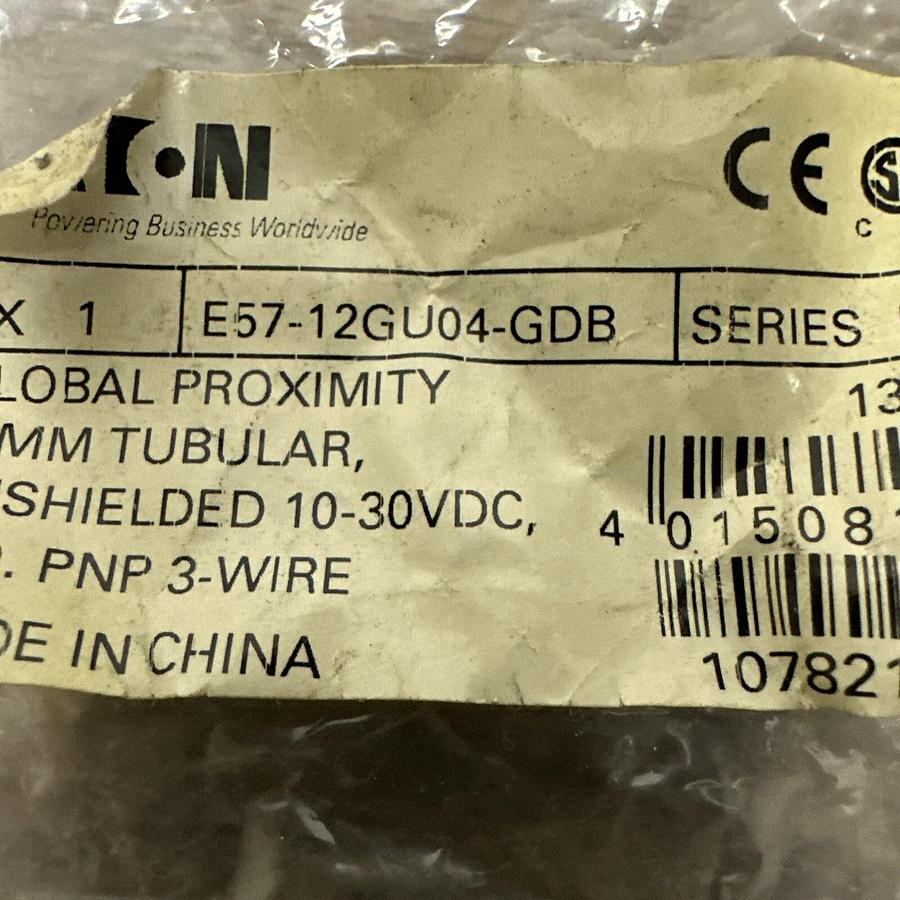 EATON
Powering Business Worldwide
CE
C
X 1 E57-12GU04-GDB SERIES
LOBAL PROXIMITY
13
MM TUBULAR,
SHIELDED 10-30VDC,
4 015081
. PNP 3-WIRE
DE IN CHINA
107821